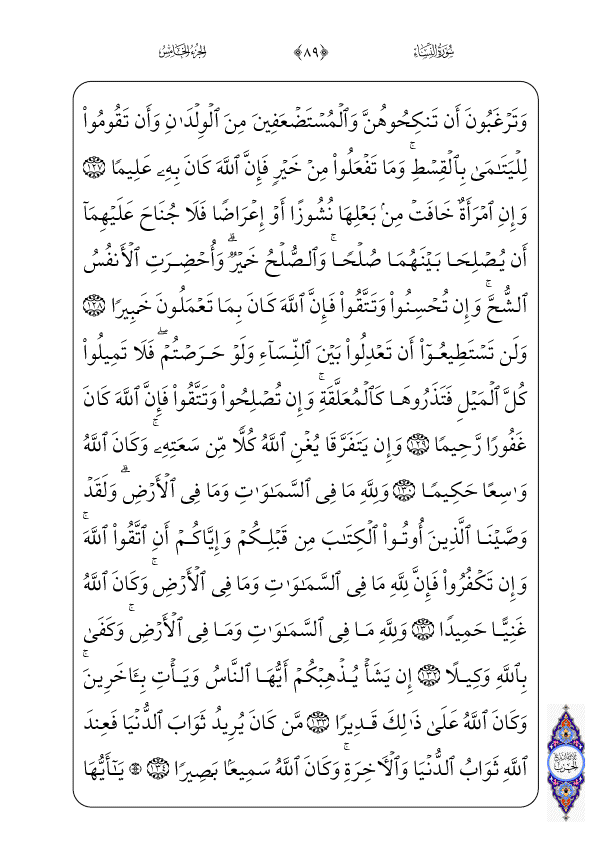 سُورَةُ النِّسَاءِ ﴿٨٩﴾ الجُزْءُ الخَامِسُ
وَتَرۡغَبُونَ أَن تَنكِحُوهُنَّ وَٱلۡمُسۡتَضۡعَفِينَ مِنَ ٱلۡوِلۡدَٰنِ وَأَن تَقُومُواْ
لِلۡيَتَٰمَىٰ بِٱلۡقِسۡطِۚ وَمَا تَفۡعَلُواْ مِنۡ خَيۡرٖ فَإِنَّ ٱللَّهَ كَانَ بِهِۦ عَلِيمٗا ١٢٧
وَإِنِ ٱمۡرَأَةٌ خَافَتۡ مِنۢ بَعۡلِهَا نُشُوزًا أَوۡ إِعۡرَاضٗا فَلَا جُنَاحَ عَلَيۡهِمَآ
أَن يُصۡلِحَا بَيۡنَهُمَا صُلۡحٗاۚ وَٱلصُّلۡحُ خَيۡرٞۗ وَأُحۡضِرَتِ ٱلۡأَنفُسُ
ٱلشُّحَّۚ وَإِن تُحۡسِنُواْ وَتَتَّقُواْ فَإِنَّ ٱللَّهَ كَانَ بِمَا تَعۡمَلُونَ خَبِيرٗا ١٢٨
وَلَن تَسۡتَطِيعُوٓاْ أَن تَعۡدِلُواْ بَيۡنَ ٱلنِّسَآءِ وَلَوۡ حَرَصۡتُمۡۖ فَلَا تَمِيلُواْ
كُلَّ ٱلۡمَيۡلِ فَتَذَرُوهَا كَٱلۡمُعَلَّقَةِۚ وَإِن تُصۡلِحُواْ وَتَتَّقُواْ فَإِنَّ ٱللَّهَ كَانَ
غَفُورٗا رَّحِيمٗا ١٢٩ وَإِن يَتَفَرَّقَا يُغۡنِ ٱللَّهُ كُلّٗا مِّن سَعَتِهِۦۚ وَكَانَ ٱللَّهُ
وَٰسِعًا حَكِيمٗا ١٣٠ وَلِلَّهِ مَا فِي ٱلسَّمَٰوَٰتِ وَمَا فِي ٱلۡأَرۡضِۗ وَلَقَدۡ
وَصَّيۡنَا ٱلَّذِينَ أُوتُواْ ٱلۡكِتَٰبَ مِن قَبۡلِكُمۡ وَإِيَّاكُمۡ أَنِ ٱتَّقُواْ ٱللَّهَۚ
وَإِن تَكۡفُرُواْ فَإِنَّ لِلَّهِ مَا فِي ٱلسَّمَٰوَٰتِ وَمَا فِي ٱلۡأَرۡضِۚ وَكَانَ ٱللَّهُ
غَنِيًّا حَمِيدٗا ١٣١ وَلِلَّهِ مَا فِي ٱلسَّمَٰوَٰتِ وَمَا فِي ٱلۡأَرۡضِۚ وَكَفَىٰ
بِٱللَّهِ وَكِيلًا ١٣٢ إِن يَشَأۡ يُذۡهِبۡكُمۡ أَيُّهَا ٱلنَّاسُ وَيَأۡتِ بِـَٔاخَرِينَۚ
وَكَانَ ٱللَّهُ عَلَىٰ ذَٰلِكَ قَدِيرٗا ١٣٣ مَّن كَانَ يُرِيدُ ثَوَابَ ٱلدُّنۡيَا فَعِندَ
ٱللَّهِ ثَوَابُ ٱلدُّنۡيَا وَٱلۡأٓخِرَةِۚ وَكَانَ ٱللَّهُ سَمِيعَۢا بَصِيرٗا ١٣٤ ۞ يَٰٓأَيُّهَا